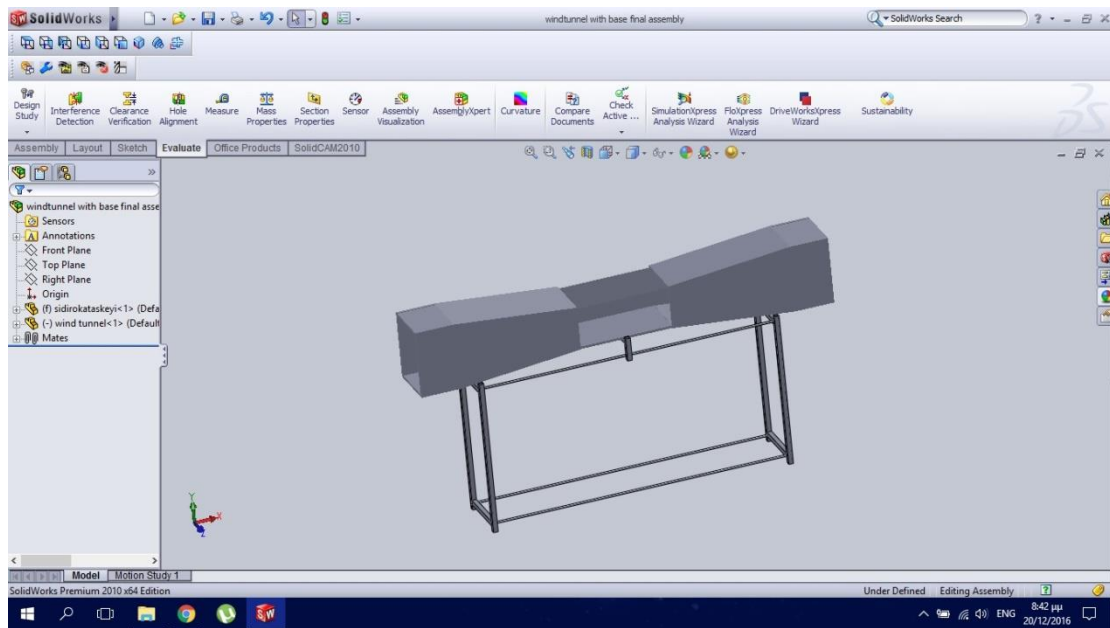 SolidWorks
windtunnel with base final assembly
SolidWorks Search
Design Study
Interference Detection
Clearance Verification
Hole Alignment
Measure
Mass Properties
Section Properties
Sensor
Assembly Visualization
AssemblyXpert
Curvature
Compare Documents
Check Active ...
SimulationXpress Analysis Wizard
FloXpress Analysis Wizard
DriveWorksXpress Wizard
Sustainability
Assembly Layout Sketch Evaluate Office Products SolidCAM2010
windtunnel with base final asse
Sensors
Annotations
Front Plane
Top Plane
Right Plane
Origin
(f) sidirokataskeyi<1> (Defa
(-) wind tunnel<1> (Default
Mates
Y
X
Z
Model Motion Study 1
SolidWorks Premium 2010 x64 Edition
Under Defined Editing Assembly
ENG
8:42 μμ
20/12/2016